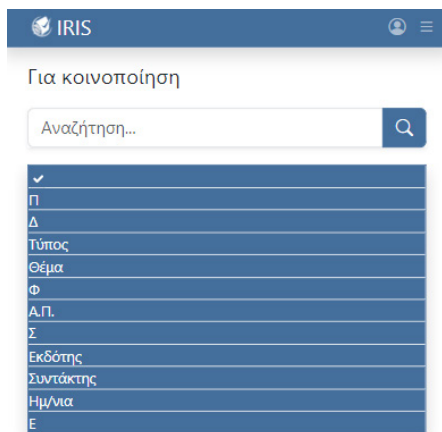 IRIS
Για κοινοποίηση
Αναζήτηση...
Π
Δ
Τύπος
Θέμα
Φ
Α.Π.
Σ
Εκδότης
Συντάκτης
Ημ/νια
Ε